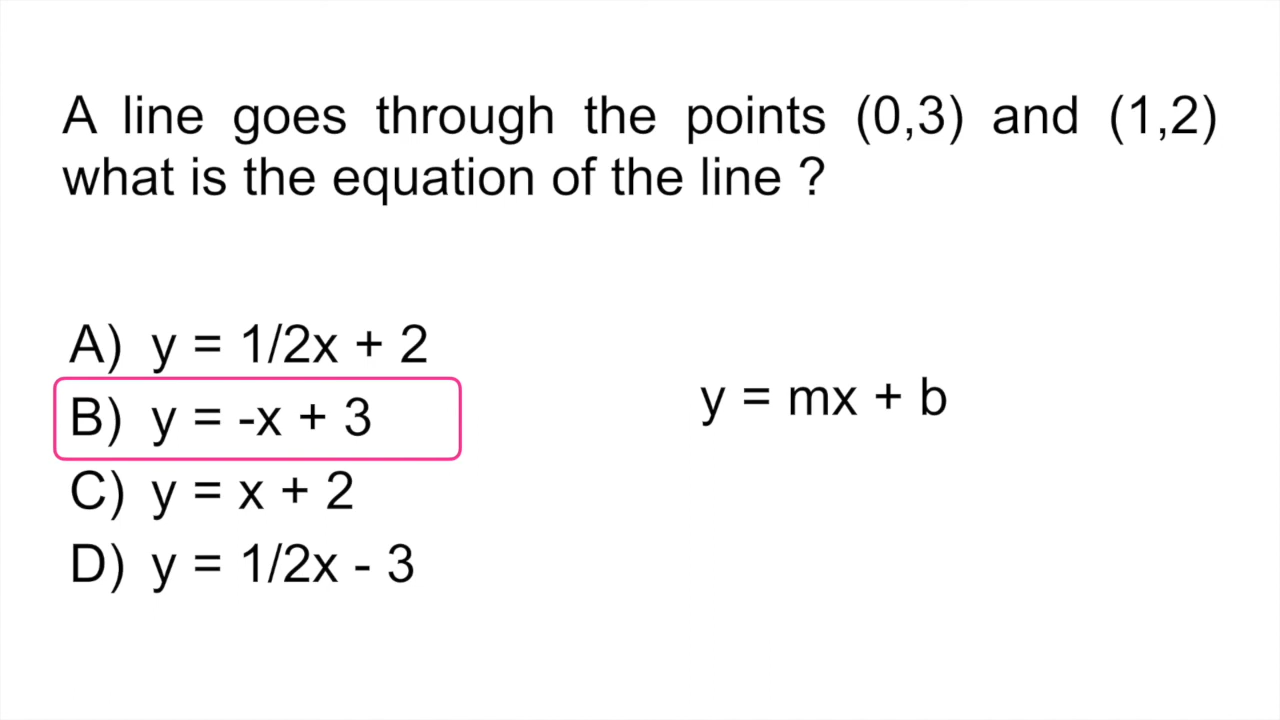 A line goes through the points (0,3) and (1,2)
what is the equation of the line ?
A) y = 1/2x + 2
B) y = -x + 3
y = mx + b
C) y = x + 2
D) y = 1/2x - 3